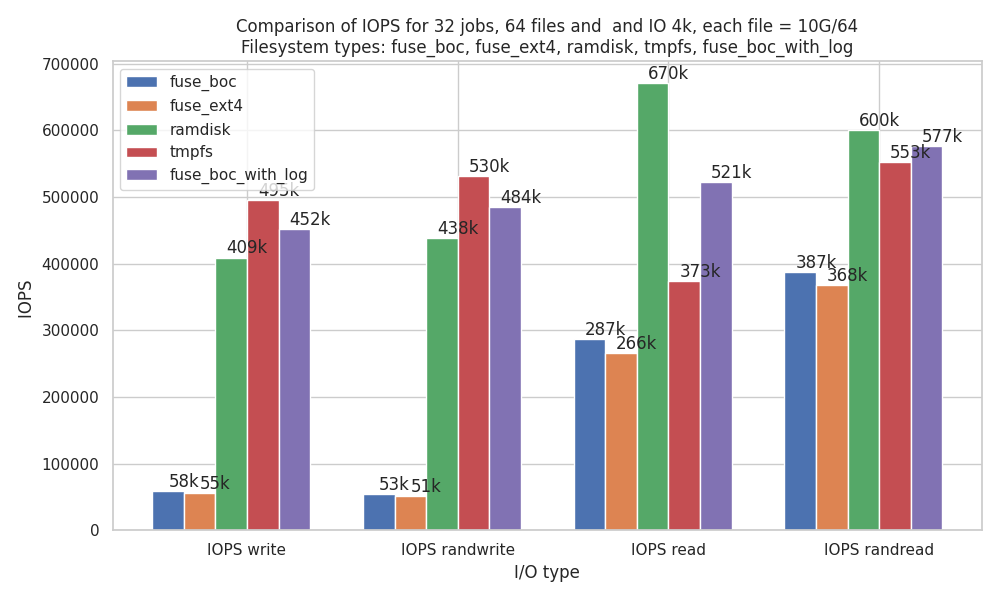 Comparison of IOPS for 32 jobs, 64 files and  and IO 4k, each file = 10G/64
Filesystem types: fuse_boc, fuse_ext4, ramdisk, tmpfs, fuse_boc_with_log
700000
600000
500000
400000
300000
200000
100000
0
IOPS
fuse_boc
fuse_ext4
ramdisk
tmpfs
fuse_boc_with_log
58k
55k
409k
495k
452k
53k
51k
438k
530k
484k
287k
266k
670k
373k
521k
387k
368k
600k
553k
577k
IOPS write
IOPS randwrite
IOPS read
IOPS randread
I/O type